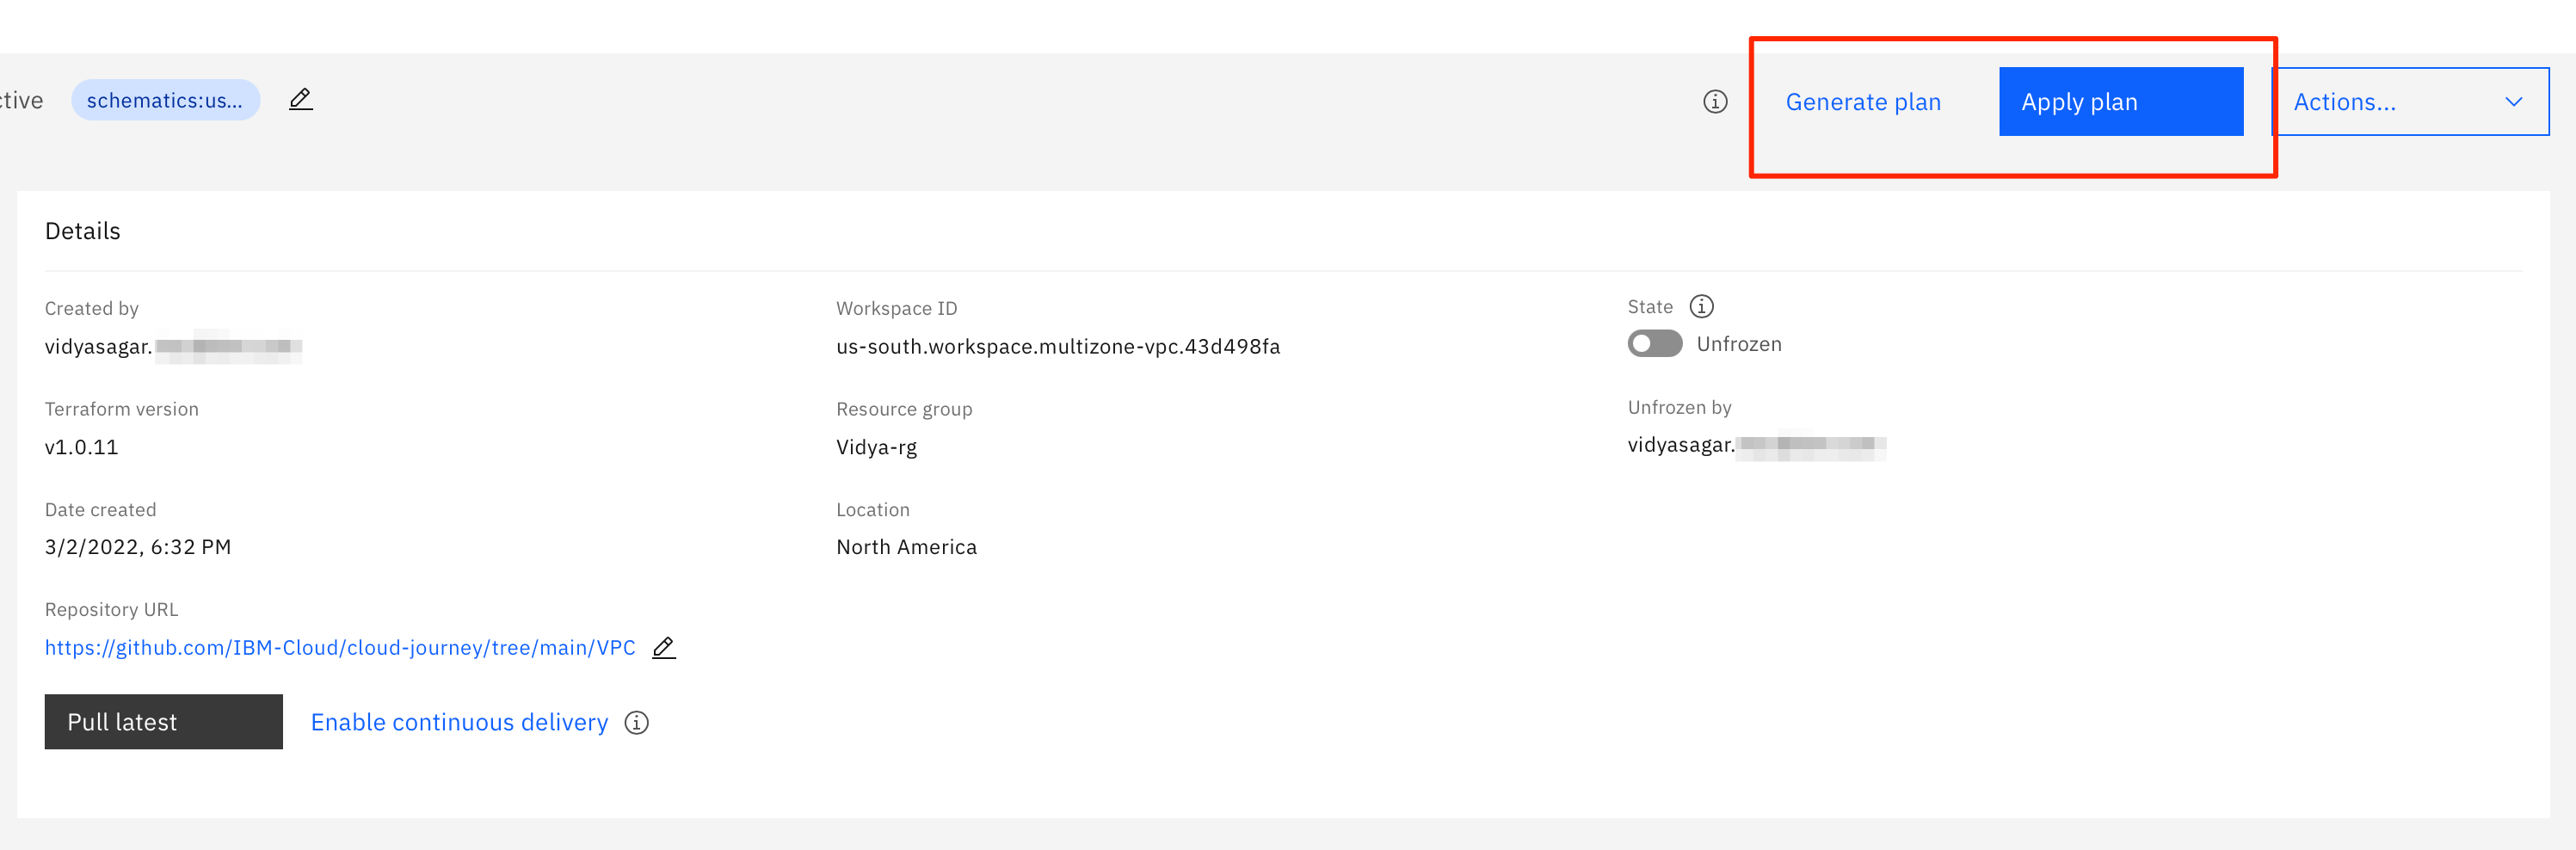 ctive schematics:us... Generate plan Apply plan Actions...
Details
Created by
vidyasagar.
Workspace ID
us-south.workspace.multizone-vpc.43d498fa
State
Unfrozen
Terraform version
v1.0.11
Resource group
Vidya-rg
Unfrozen by
vidyasagar.
Date created
3/2/2022, 6:32 PM
Location
North America
Repository URL
https://github.com/IBM-Cloud/cloud-journey/tree/main/VPC
Pull latest Enable continuous delivery